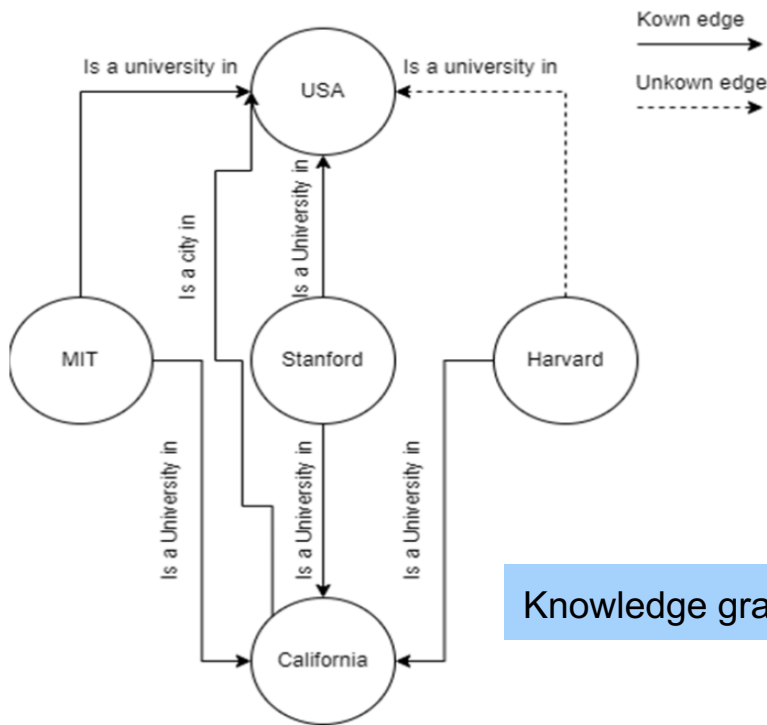 Kown edge
Is a university in
USA
Is a university in
Unkown edge
Is a city in
Is a University in
MIT
Stanford
Harvard
Is a University in
Is a University in
Is a University in
Knowledge gra
California